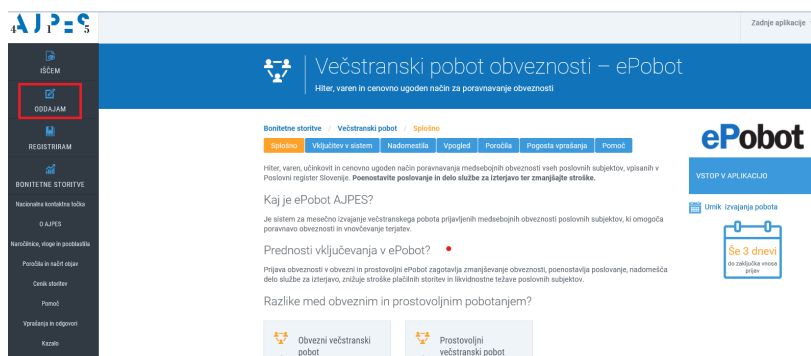 AJPES
Zadnje aplikacije
IŠČEM
ODDAJAM
REGISTRIRAM
BONITETNE STORITVE
Nacionalna kontaktna točka
O AJPES
Naročilnice, vloge in pooblastila
Poročila in načrt objav
Cenik storitev
Pomoč
Vprašanja in odgovori
Kazalo
Večstranski pobot obveznosti – ePobot
Hiter, varen in cenovno ugoden način za poravnavanje obveznosti
Bonitetne storitve / Večstranski pobot / Splošno
Splošno Vključitev v sistem Nadomestila Vpogled Poročila Pogosta vprašanja Pomoč
Hiter, varen, učinkovit in cenovno ugoden način poravnavanja medsebojnih obveznosti vseh poslovnih subjektov, vpisanih v
Poslovni register Slovenije. Poenostavite poslovanje in delo službe za izterjavo ter zmanjšajte stroške.
Kaj je ePobot AJPES?
Je sistem za mesečno izvajanje večstranskega pobota prijavljenih medsebojnih obveznosti poslovnih subjektov, ki omogoča
poravnavo obveznosti in vnovčevanje terjatev.
Prednosti vključevanja v ePobot?
Prijava obveznosti v obvezni in prostovoljni ePobot zagotavlja zmanjševanje obveznosti, poenostavlja poslovanje, nadomešča
delo službe za izterjavo, znižuje stroške plačilnih storitev in likvidnostne težave poslovnih subjektov.
Razlike med obveznim in prostovoljnim pobotanjem?
Obvezni večstranski
pobot
Prostovoljni
večstranski pobot
ePobot
VSTOP V APLIKACIJO
Urnik izvajanja pobota
Še 3 dnevi
do zaključka vnosa
prijav